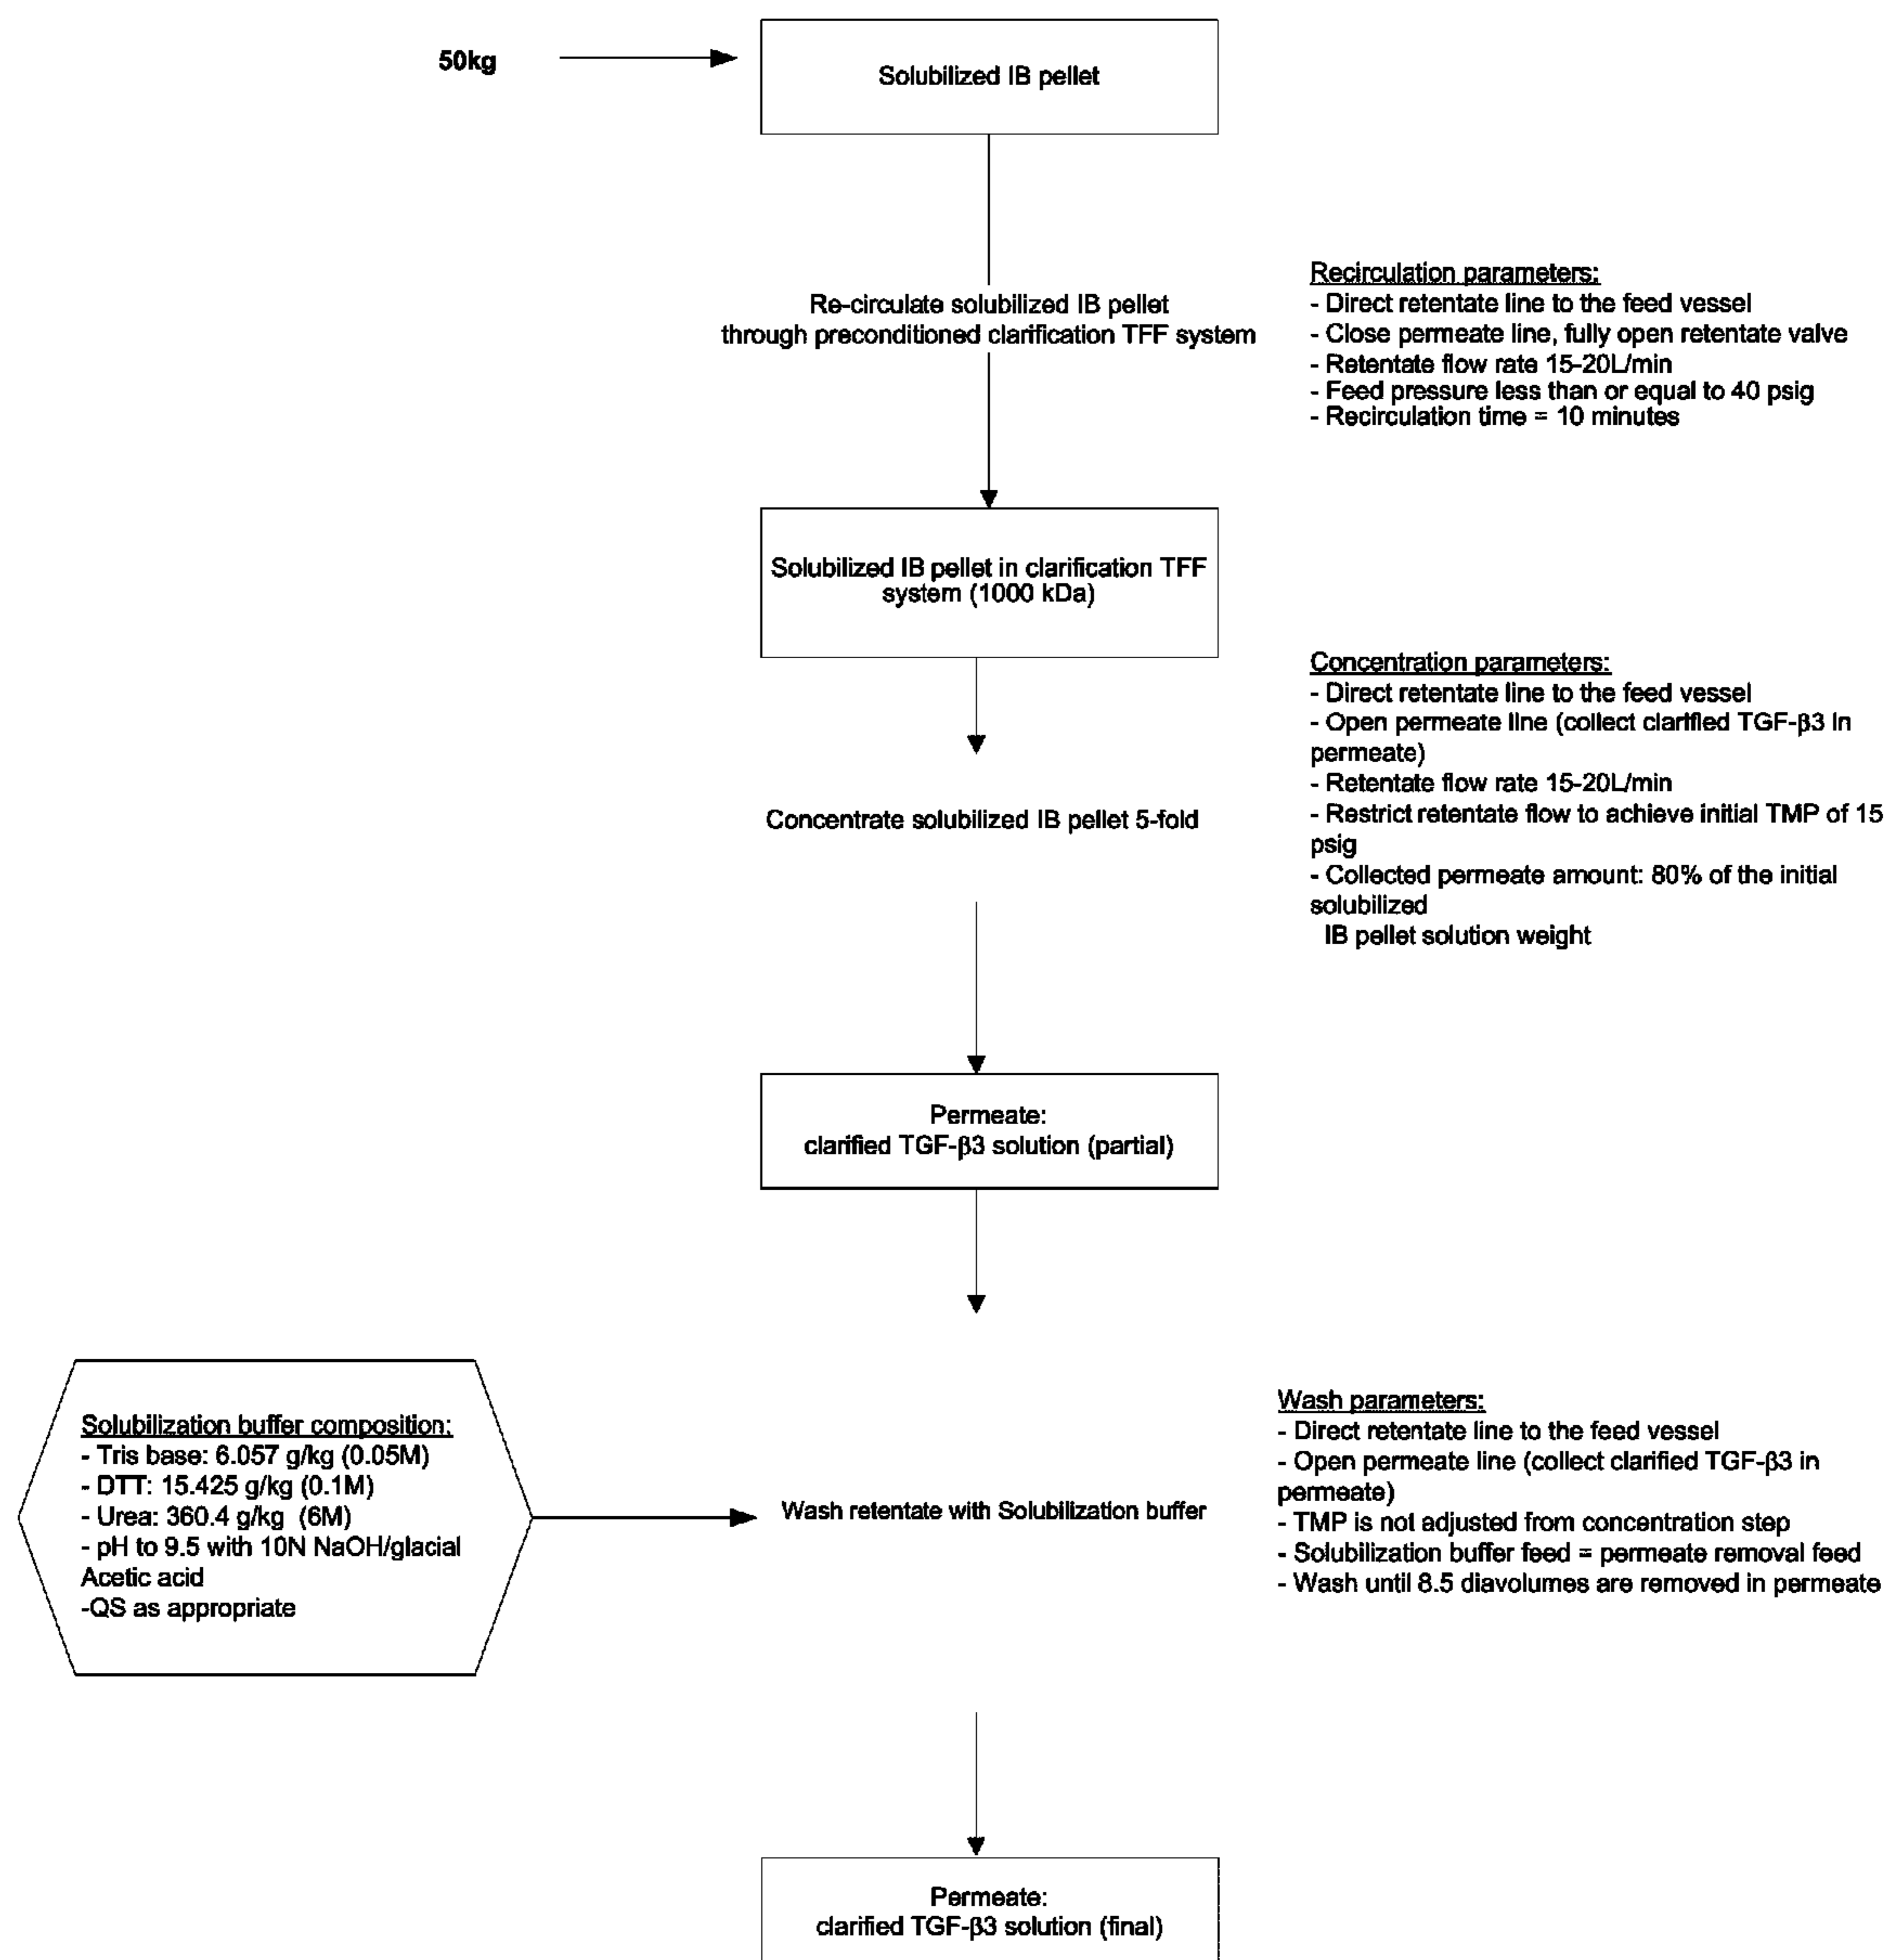 50kg
Solubilized IB pellet
Re-circulate solubilized IB pellet
through preconditioned clarification TFF system
Recirculation parameters:
- Direct retentate line to the feed vessel
- Close permeate line, fully open retentate valve
- Retentate flow rate 15-20L/min
- Feed pressure less than or equal to 40 psig
- Recirculation time = 10 minutes
Solubilized IB pellet in clarification TFF
system (1000 kDa)
Concentration parameters:
- Direct retentate line to the feed vessel
- Open permeate line (collect clarified TGF-β3 in
permeate)
- Retentate flow rate 15-20L/min
- Restrict retentate flow to achieve initial TMP of 15
psig
- Collected permeate amount: 80% of the initial
solubilized
IB pellet solution weight
Concentrate solubilized IB pellet 5-fold
Permeate:
clarified TGF-β3 solution (partial)
Solubilization buffer composition:
- Tris base: 6.057 g/kg (0.05M)
- DTT: 15.425 g/kg (0.1M)
- Urea: 360.4 g/kg (6M)
- pH to 9.5 with 10N NaOH/glacial
Acetic acid
-QS as appropriate
Wash retentate with Solubilization buffer
Wash parameters:
- Direct retentate line to the feed vessel
- Open permeate line (collect clarified TGF-β3 in
permeate)
- TMP is not adjusted from concentration step
- Solubilization buffer feed = permeate removal feed
- Wash until 8.5 diavolumes are removed in permeate
Permeate:
clarified TGF-β3 solution (final)